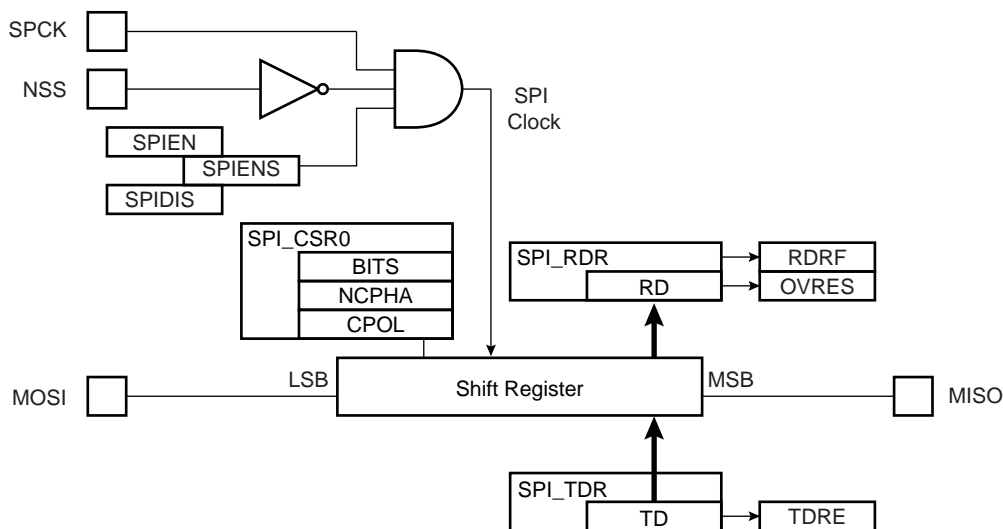 SPCK
NSS
SPI
Clock
SPIEN
SPIENS
SPIDIS
SPI_CSR0
BITS
NCPHA
CPOL
SPI_RDR
RD
RDRF
OVRES
MOSI
LSB
Shift Register
MSB
MISO
SPI_TDR
TD
TDRE